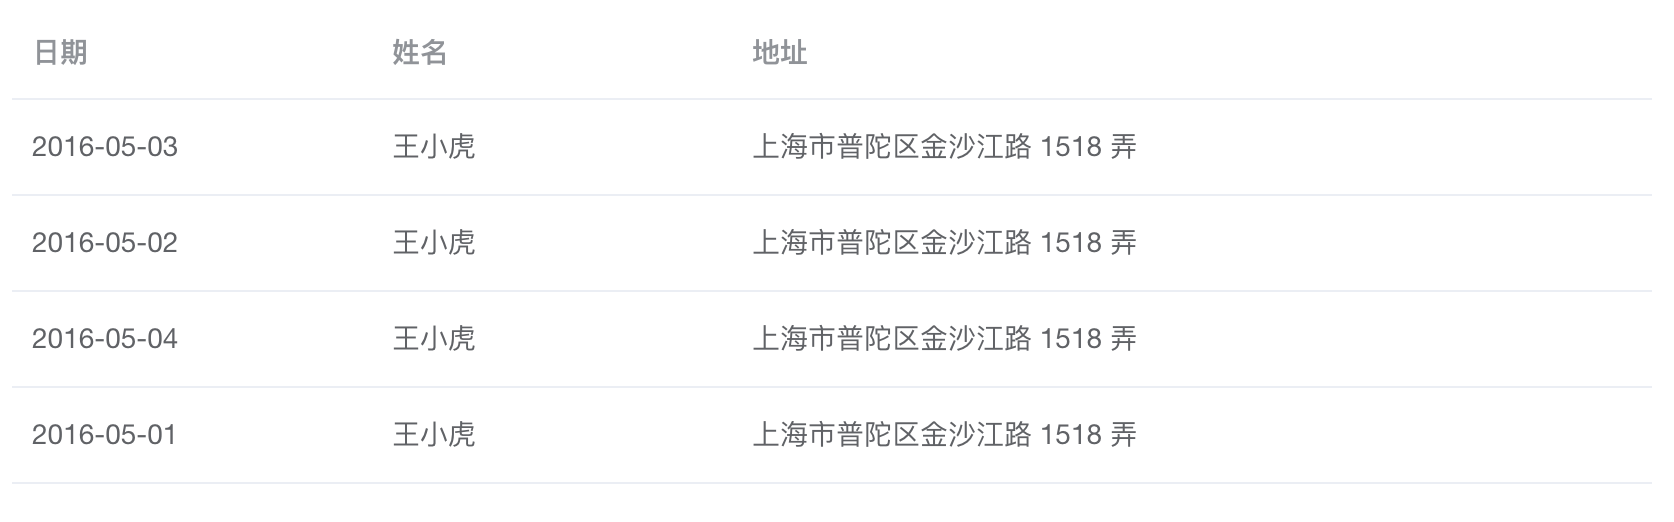 日期 姓名 地址
2016-05-03 王小虎 上海市普陀区金沙江路 1518 弄
2016-05-02 王小虎 上海市普陀区金沙江路 1518 弄
2016-05-04 王小虎 上海市普陀区金沙江路 1518 弄
2016-05-01 王小虎 上海市普陀区金沙江路 1518 弄